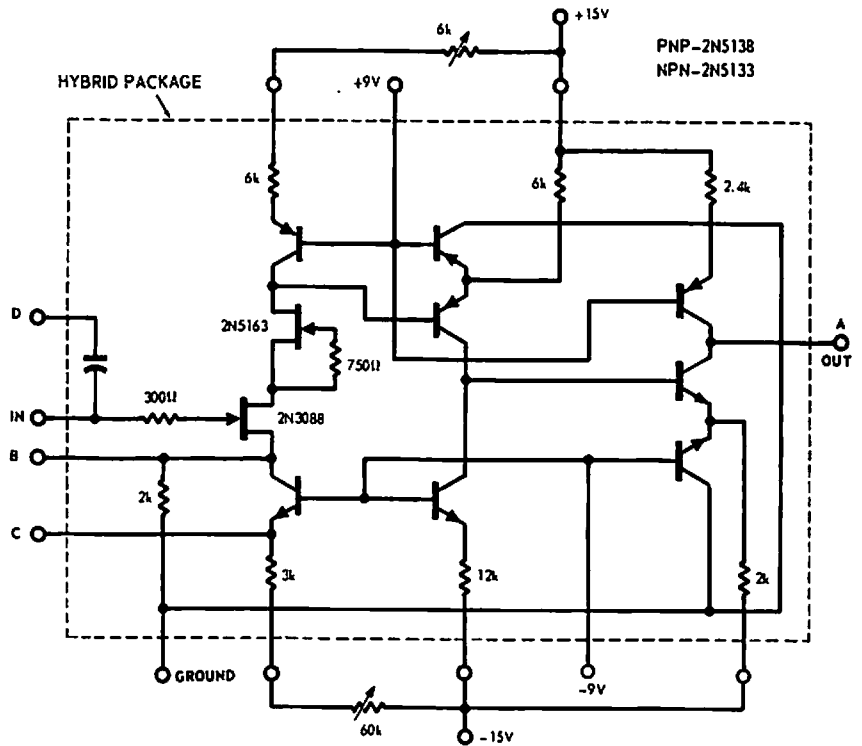 +15V
6k
PNP-2N5138
NPN-2N5133
HYBRID PACKAGE
+9V
6k
6k
2.4k
D
2N5163
A
OUT
750Ω
300Ω
IN
2N3088
B
2k
C
3k
12k
2k
GROUND
-9V
60k
-15V